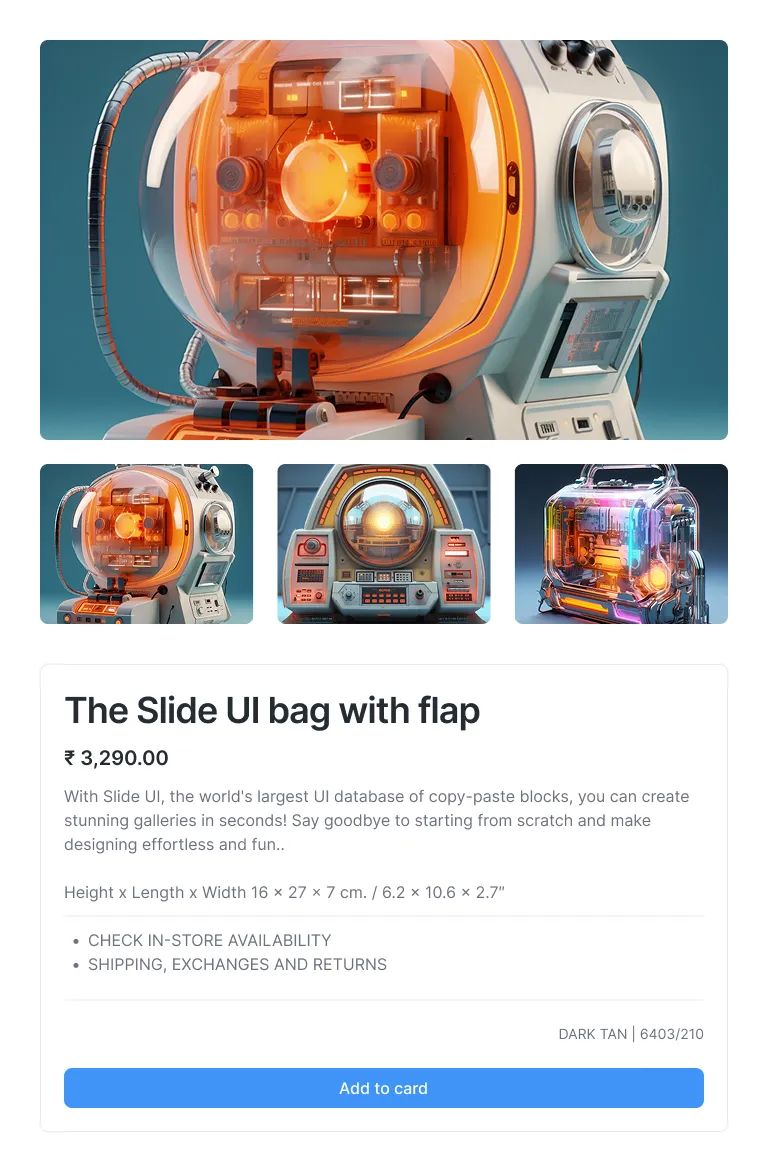 The Slide UI bag with flap
₹ 3,290.00
With Slide UI, the world's largest UI database of copy-paste blocks, you can create
stunning galleries in seconds! Say goodbye to starting from scratch and make
designing effortless and fun..
Height x Length x Width 16 × 27 × 7 cm. / 6.2 × 10.6 × 2.7″
• CHECK IN-STORE AVAILABILITY
• SHIPPING, EXCHANGES AND RETURNS
DARK TAN | 6403/210
Add to card